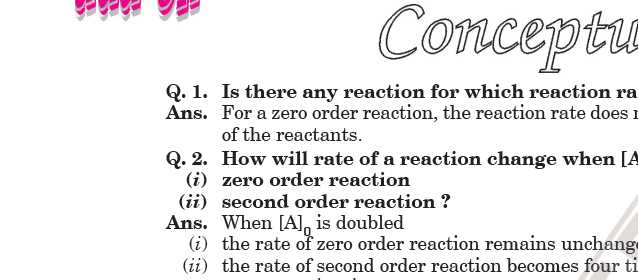 Conceptu
Q. 1. Is there any reaction for which reaction ra
Ans. For a zero order reaction, the reaction rate does
of the reactants.
Q. 2. How will rate of a reaction change when [A
(i) zero order reaction
(ii) second order reaction ?
Ans. When [A]0 is doubled
(i) the rate of zero order reaction remains unchang
(ii) the rate of second order reaction becomes four ti